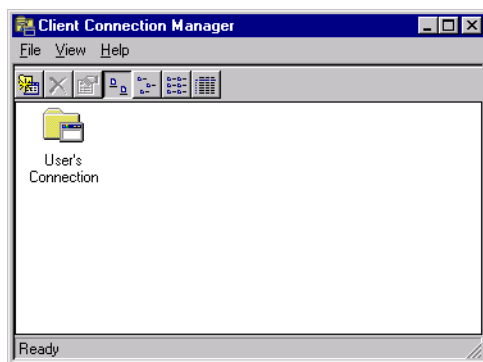 Client Connection Manager
File View Help
User's
Connection
Ready